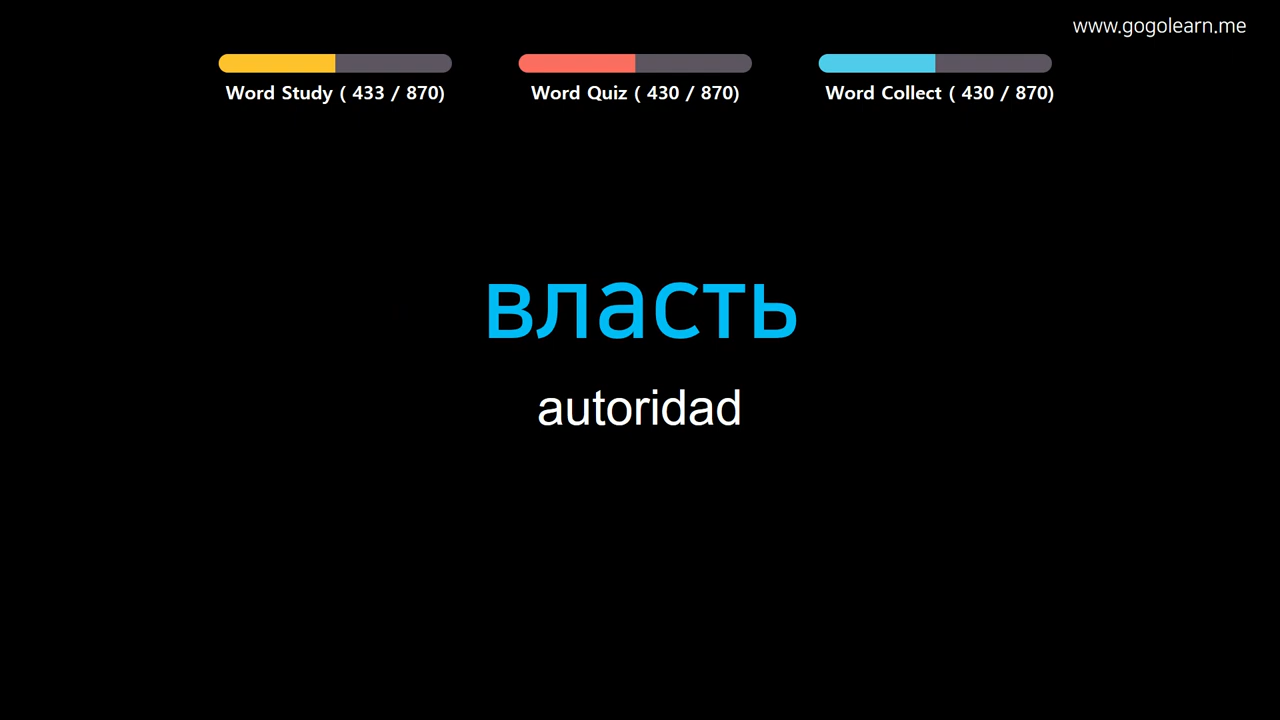 www.gogolearn.me
Word Study ( 433 / 870)
Word Quiz ( 430 / 870)
Word Collect ( 430 / 870)
власть
autoridad